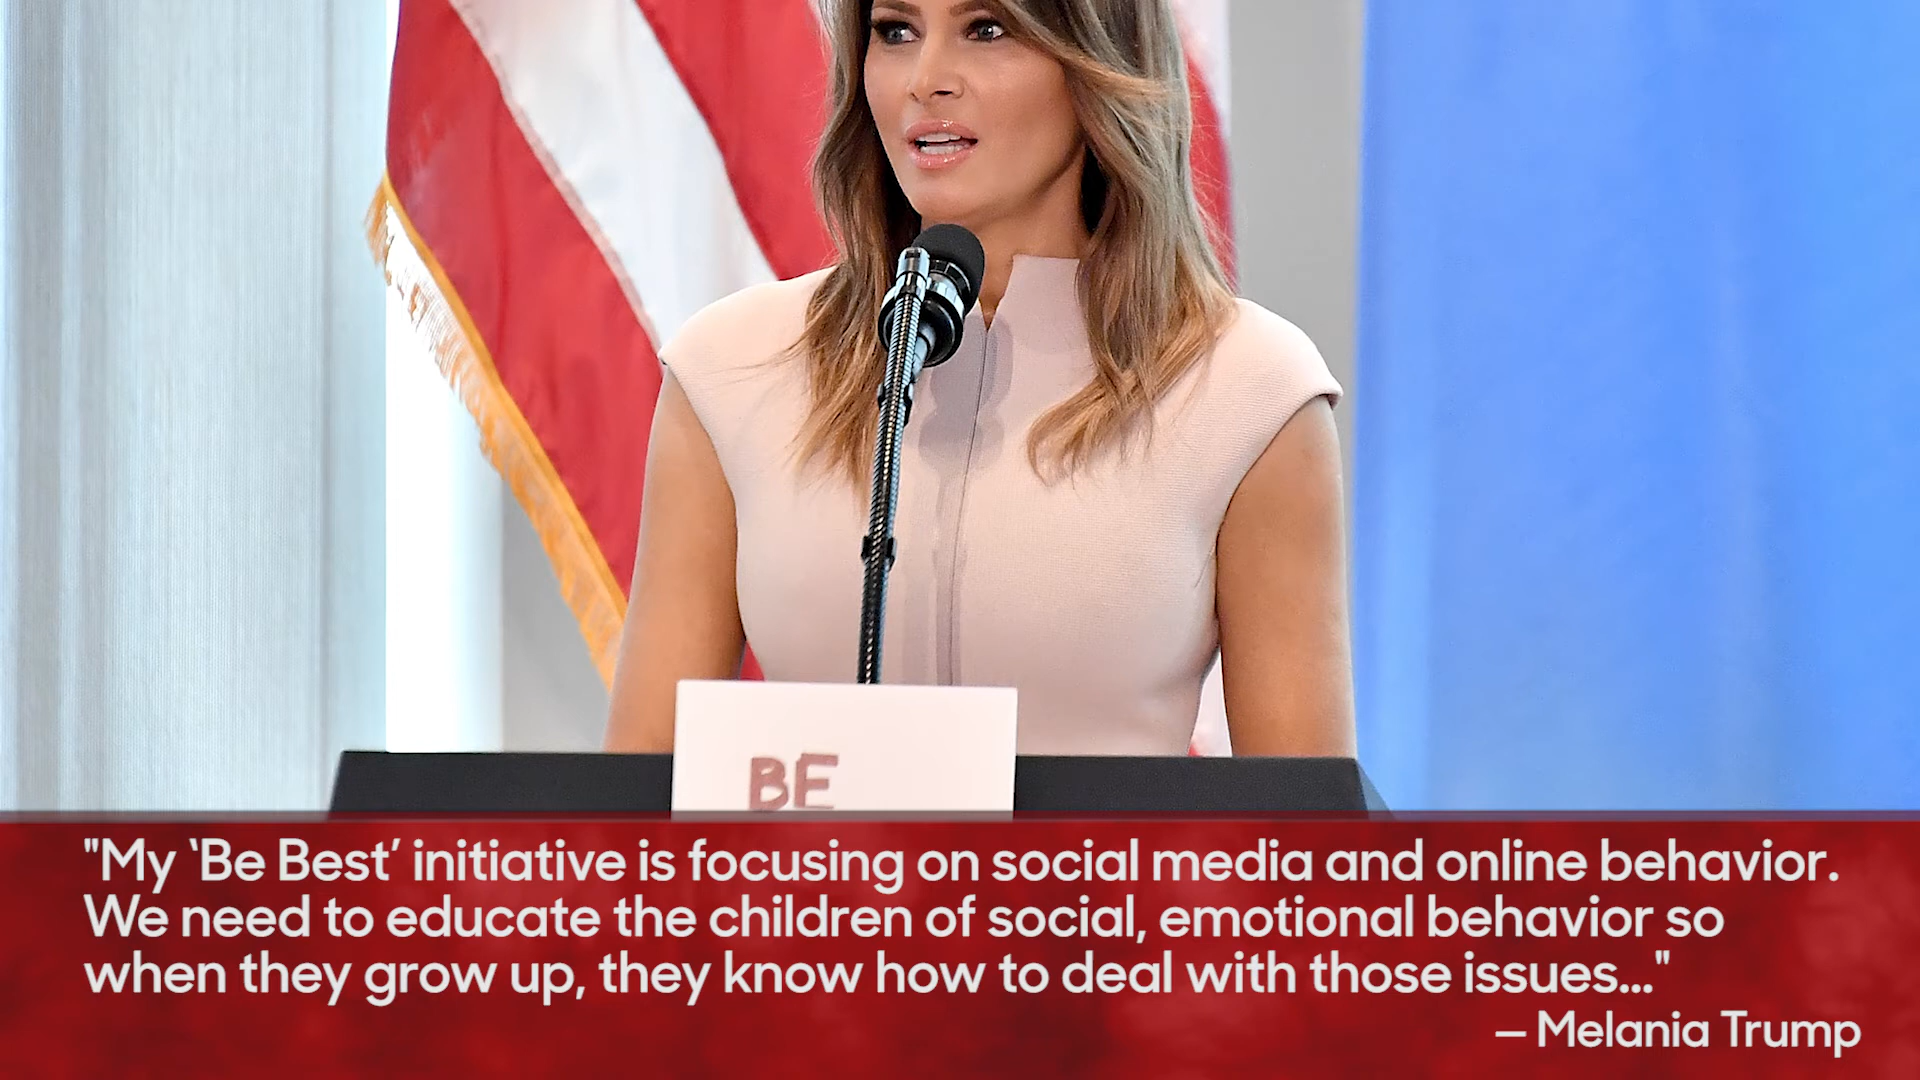 BE
"My ‘Be Best’ initiative is focusing on social media and online behavior.
We need to educate the children of social, emotional behavior so
when they grow up, they know how to deal with those issues..."
– Melania Trump